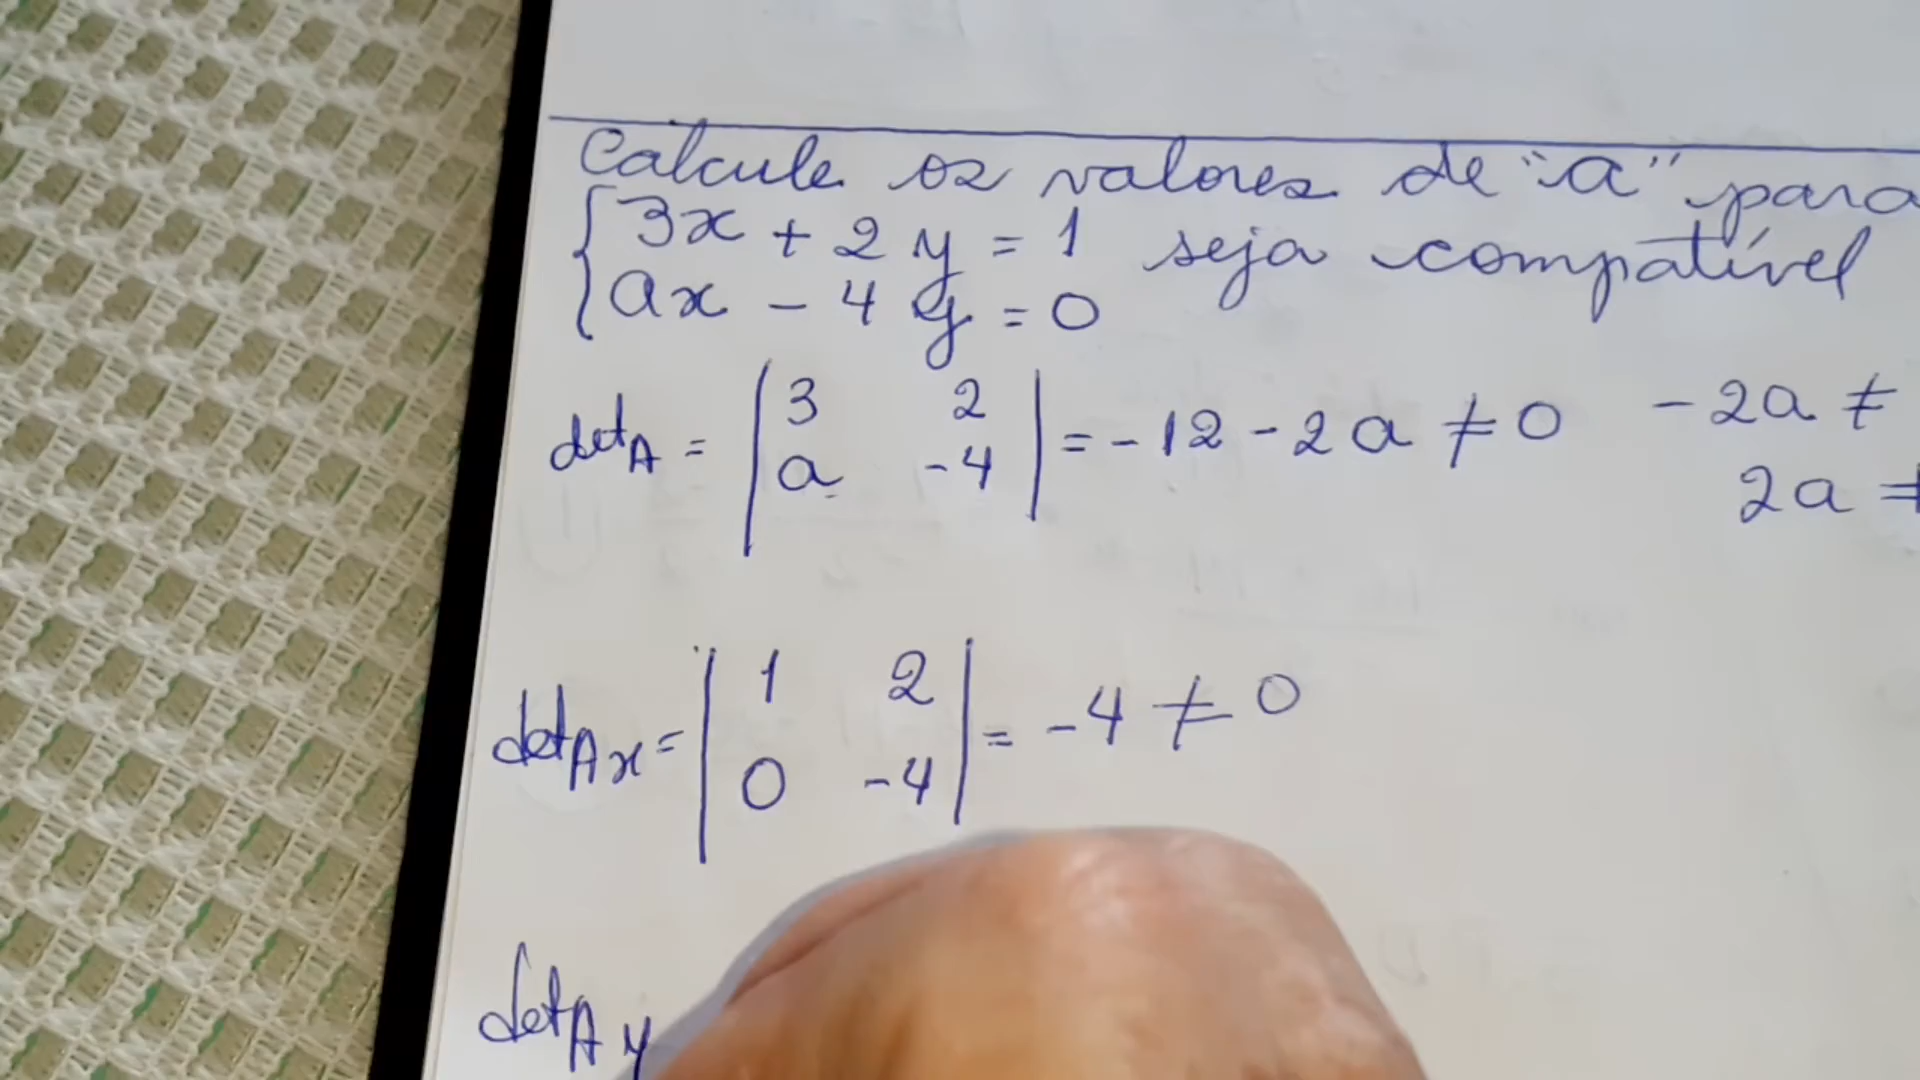 Calcule os valores de "a" para
3x + 2y = 1 seja compatível
ax - 4y = 0
detA = | 3 2 | = -12 - 2a ≠ 0 -2a ≠
| a -4 | 2a ≠
detAx = | 1 2 | = -4 ≠ 0
| 0 -4 |
detAy